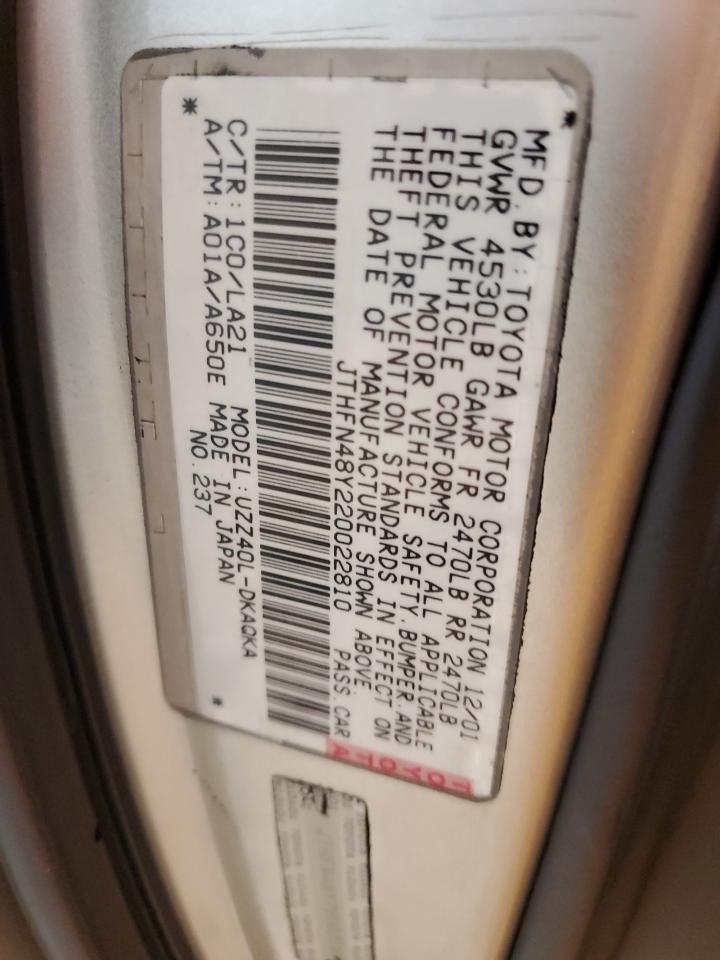 MFD. BY: TOYOTA MOTOR CORPORATION 12/01
GVWR 4530LB GAWR FR 2470LB RR 2470LB
THIS VEHICLE CONFORMS TO ALL APPLICABLE
FEDERAL MOTOR VEHICLE SAFETY, BUMPER, AND
THEFT PREVENTION STANDARDS IN EFFECT ON
THE DATE OF MANUFACTURE SHOWN ABOVE.
JTHFN48Y220022810 PASS. CAR
TOYOTA
C/TR: 1C0/LA21 MODEL: UZZ40L-DKAQKA
A/TM: A01A/A650E MADE IN JAPAN
NO. 237